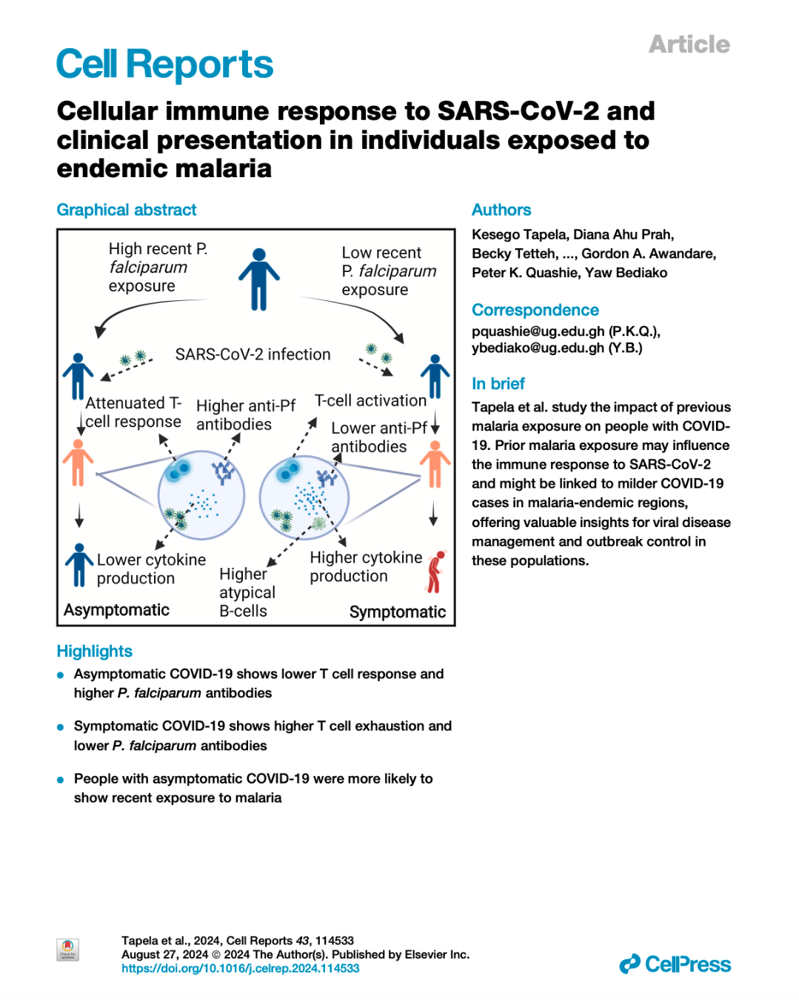 Article
Cell Reports
Cellular immune response to SARS-CoV-2 and
clinical presentation in individuals exposed to
endemic malaria
Graphical abstract
High recent P.
falciparum
exposure
Low recent
P. falciparum
exposure
SARS-CoV-2 infection
Attenuated T-
cell response
Higher anti-Pf
antibodies
T-cell activation
Lower anti-Pf
antibodies
Lower cytokine
production
Higher
atypical
B-cells
Higher cytokine
production
Asymptomatic
Symptomatic
Authors
Kesego Tapela, Diana Ahu Prah,
Becky Tetteh, ..., Gordon A. Awandare,
Peter K. Quashie, Yaw Bediako
Correspondence
pquashie@ug.edu.gh (P.K.Q.),
ybediako@ug.edu.gh (Y.B.)
In brief
Tapela et al. study the impact of previous
malaria exposure on people with COVID-
19. Prior malaria exposure may influence
the immune response to SARS-CoV-2
and might be linked to milder COVID-19
cases in malaria-endemic regions,
offering valuable insights for viral disease
management and outbreak control in
these populations.
Highlights
● Asymptomatic COVID-19 shows lower T cell response and
higher P. falciparum antibodies
● Symptomatic COVID-19 shows higher T cell exhaustion and
lower P. falciparum antibodies
● People with asymptomatic COVID-19 were more likely to
show recent exposure to malaria
Check for
updates
Tapela et al., 2024, Cell Reports 43, 114533
August 27, 2024 © 2024 The Author(s). Published by Elsevier Inc.
https://doi.org/10.1016/j.celrep.2024.114533
CellPress